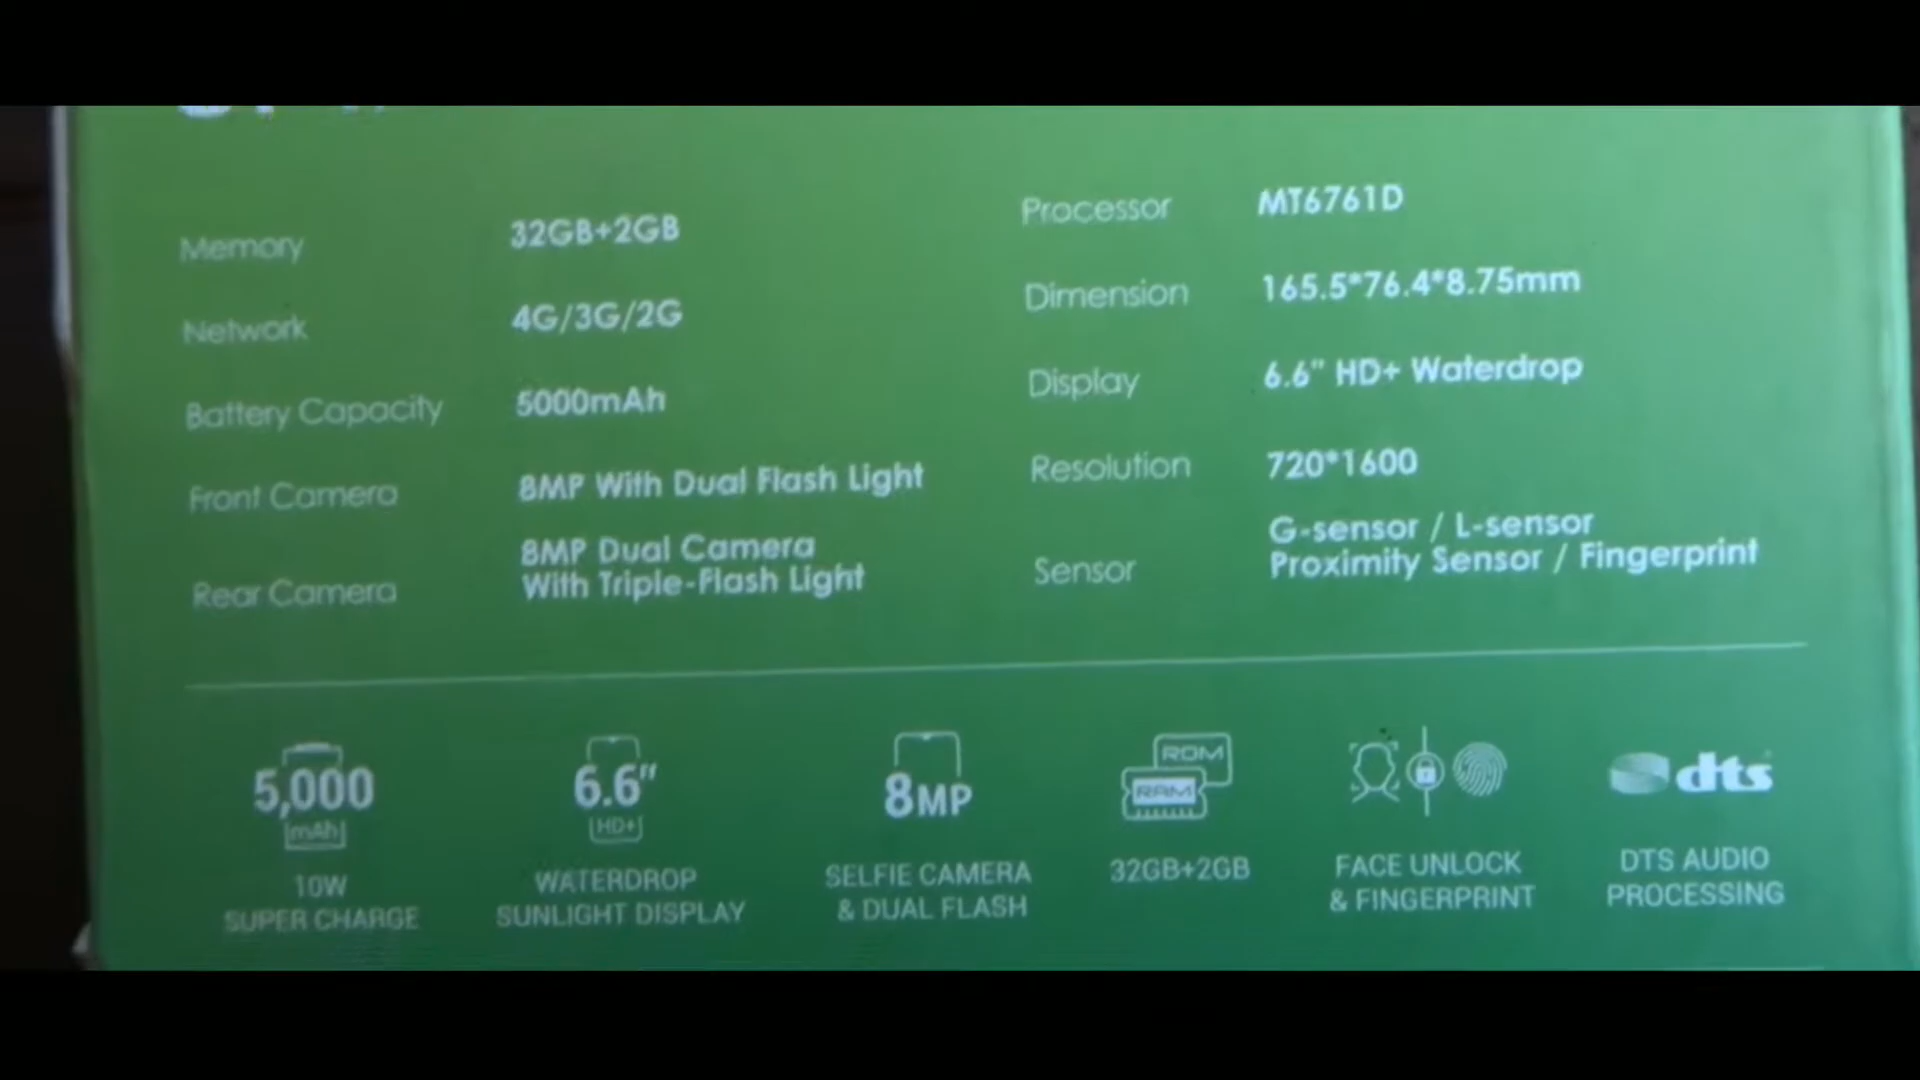 Memory 32GB+2GB
Network 4G/3G/2G
Battery Capacity 5000mAh
Front Camera 8MP With Dual Flash Light
Rear Camera 8MP Dual Camera
With Triple-Flash Light
Processor MT6761D
Dimension 165.5*76.4*8.75mm
Display 6.6" HD+ Waterdrop
Resolution 720*1600
Sensor G-sensor / L-sensor
Proximity Sensor / Fingerprint
5,000
mAh
10W
SUPER CHARGE
6.6"
HD+
WATERDROP
SUNLIGHT DISPLAY
8MP
SELFIE CAMERA
& DUAL FLASH
ROM
RAM
32GB+2GB
FACE UNLOCK
& FINGERPRINT
dts
DTS AUDIO
PROCESSING